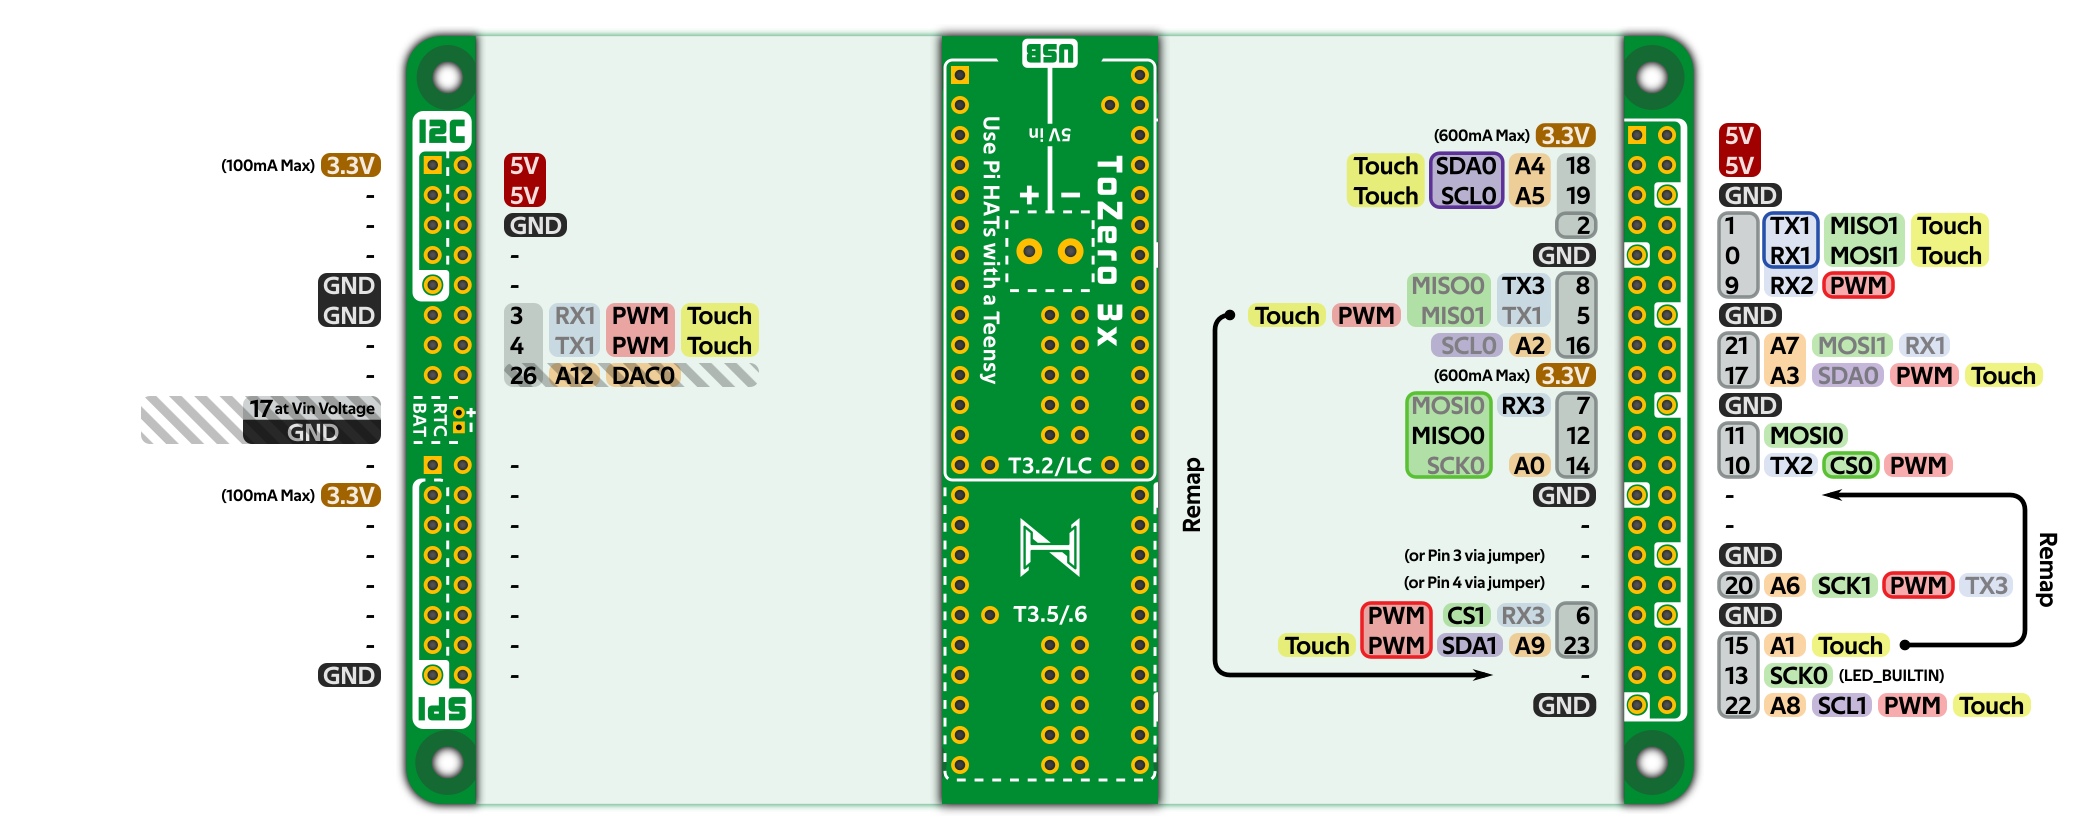 (100mA Max) 3.3V
-
-
-
GND
GND
-
-
17 at Vin Voltage
GND
-
(100mA Max) 3.3V
-
-
-
-
-
GND
I2C
RTC
BAT
+
-
SPI
5V
5V
GND
-
-
3 RX1 PWM Touch
4 TX1 PWM Touch
26 A12 DAC0
-
-
-
-
-
-
-
-
USB
5V in
+ -
Use Pi HATs with a Teensy
ToZero 3x
T3.2/LC
T3.5/.6
(600mA Max) 3.3V
Touch SDA0 A4 18
Touch SCL0 A5 19
2
GND
MISO0 TX3 8
Touch PWM MISO1 TX1 5
SCL0 A2 16
(600mA Max) 3.3V
MOSI0 RX3 7
MISO0 12
SCK0 A0 14
GND
-
(or Pin 3 via jumper) -
(or Pin 4 via jumper) -
PWM CS1 RX3 6
Touch PWM SDA1 A9 23
-
GND
Remap
5V
5V
GND
1 TX1 MISO1 Touch
0 RX1 MOSI1 Touch
9 RX2 PWM
GND
21 A7 MOSI1 RX1
17 A3 SDA0 PWM Touch
GND
11 MOSI0
10 TX2 CS0 PWM
-
-
GND
20 A6 SCK1 PWM TX3
GND
15 A1 Touch
13 SCK0 (LED_BUILTIN)
22 A8 SCL1 PWM Touch
Remap